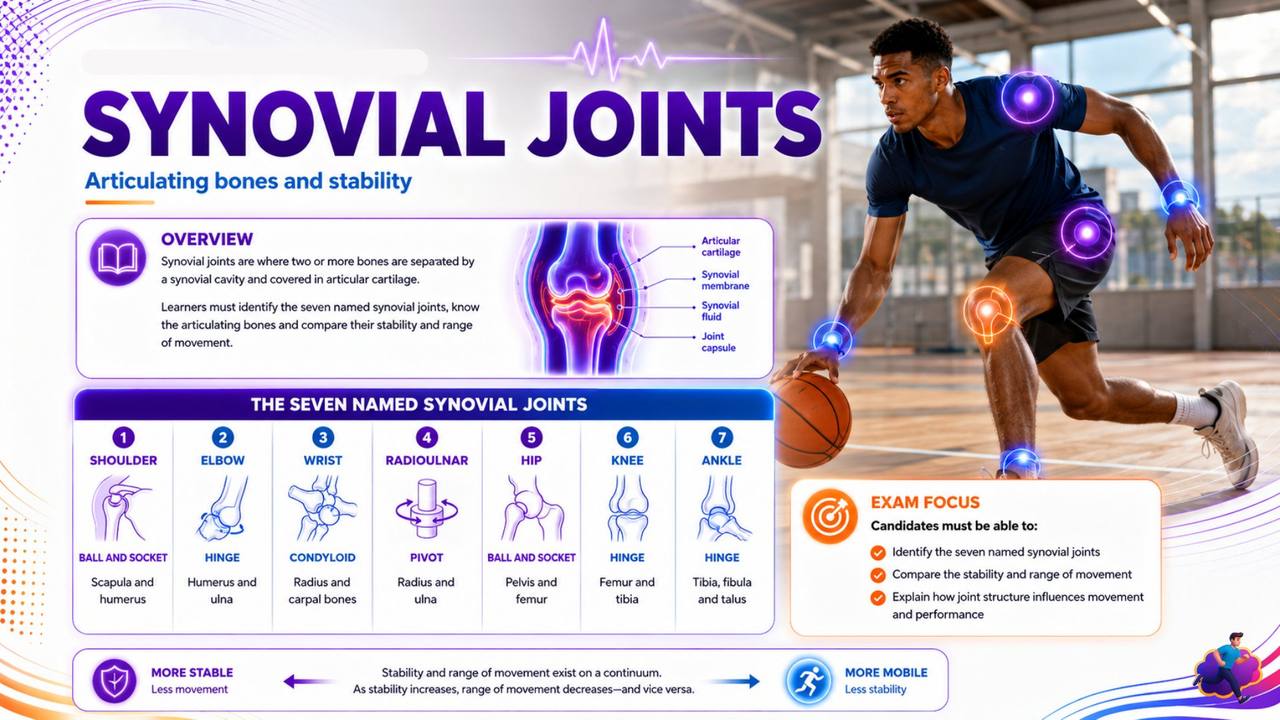 SYNOVIAL JOINTS
Articulating bones and stability
OVERVIEW
Synovial joints are where two or more bones are separated by
a synovial cavity and covered in articular cartilage.
Learners must identify the seven named synovial joints, know
the articulating bones and compare their stability and range
of movement.
Articular
cartilage
Synovial
membrane
Synovial
fluid
Joint
capsule
THE SEVEN NAMED SYNOVIAL JOINTS
1
SHOULDER
BALL AND SOCKET
Scapula and
humerus
2
ELBOW
HINGE
Humerus and
ulna
3
WRIST
CONDYLOID
Radius and
carpal bones
4
RADIOULNAR
PIVOT
Radius and
ulna
5
HIP
BALL AND SOCKET
Pelvis and
femur
6
KNEE
HINGE
Femur and
tibia
7
ANKLE
HINGE
Tibia, fibula
and talus
EXAM FOCUS
Candidates must be able to:
Identify the seven named synovial joints
Compare the stability and range of movement
Explain how joint structure influences movement
and performance
MORE STABLE
Less movement
Stability and range of movement exist on a continuum.
As stability increases, range of movement decreases—and vice versa.
MORE MOBILE
Less stability